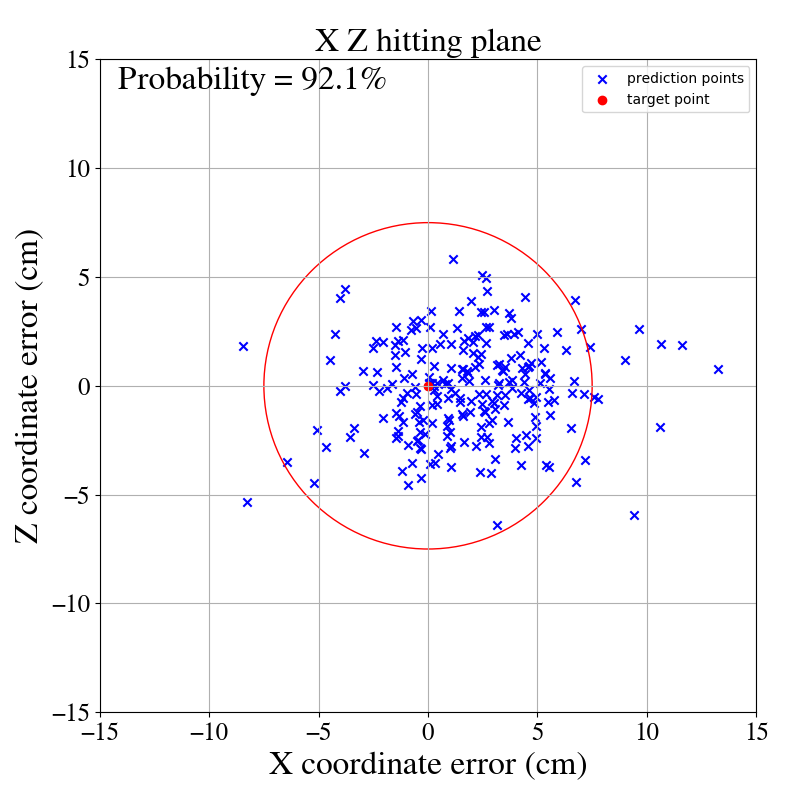 X Z hitting plane
Probability = 92.1%
prediction points
target point
Z coordinate error (cm)
15
10
5
0
−5
−10
−15
−15
−10
−5
0
5
10
15
X coordinate error (cm)